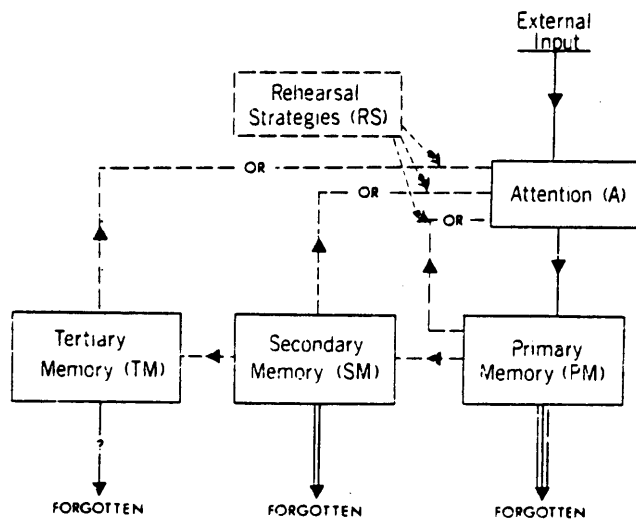 External
Input
Rehearsal
Strategies (RS)
OR
OR
OR
Attention (A)
Tertiary
Memory (TM)
Secondary
Memory (SM)
Primary
Memory (PM)
?
FORGOTTEN
FORGOTTEN
FORGOTTEN